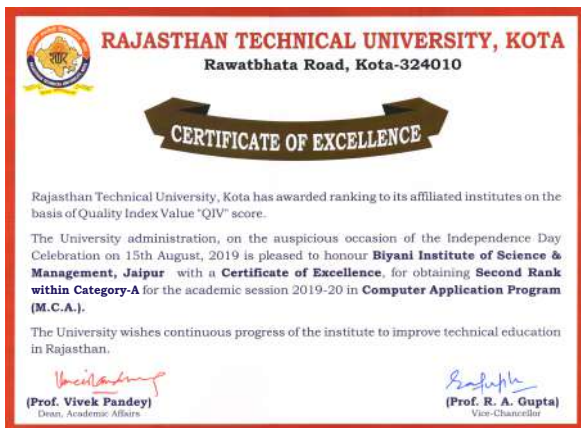 RAJASTHAN TECHNICAL UNIVERSITY, KOTA
Rawatbhata Road, Kota-324010
CERTIFICATE OF EXCELLENCE
Rajasthan Technical University, Kota has awarded ranking to its affiliated institutes on the
basis of Quality Index Value "QIV" score.
The University administration, on the auspicious occasion of the Independence Day
Celebration on 15th August, 2019 is pleased to honour Biyani Institute of Science &
Management, Jaipur with a Certificate of Excellence, for obtaining Second Rank
within Category-A for the academic session 2019-20 in Computer Application Program
(M.C.A.).
The University wishes continuous progress of the institute to improve technical education
in Rajasthan.
(Prof. Vivek Pandey)
Dean, Academic Affairs
(Prof. R. A. Gupta)
Vice-Chancellor